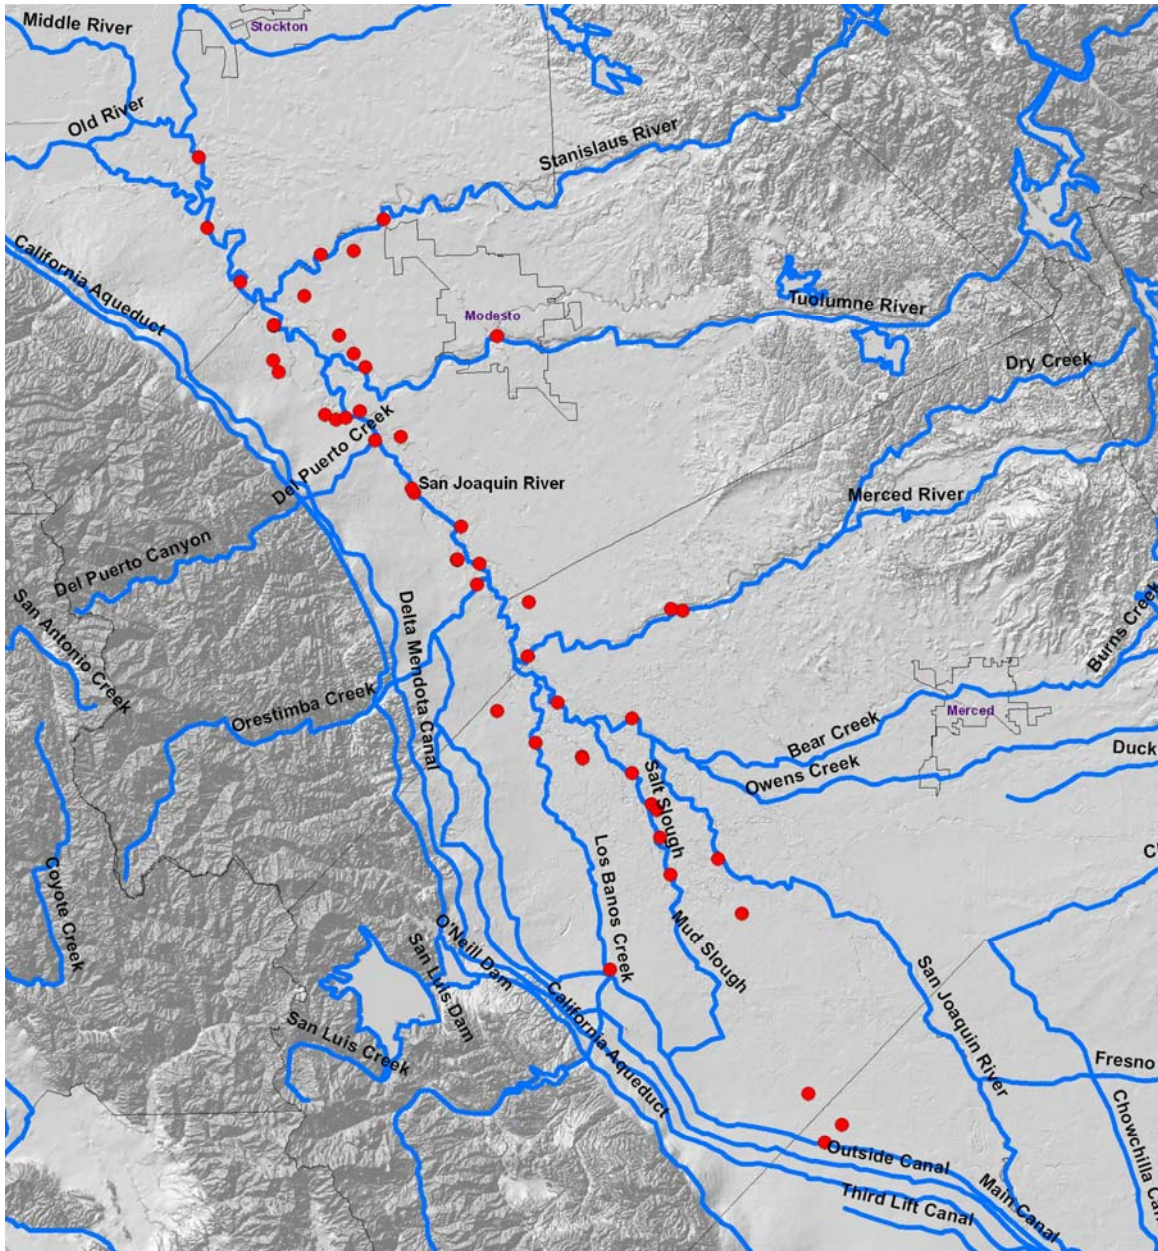 Middle River
Stockton
Old River
Stanislaus River
California Aqueduct
Modesto
Tuolumne River
Dry Creek
Del Puerto Creek
San Joaquin River
Merced River
Del Puerto Canyon
San Antonio Creek
Delta Mendota Canal
Burns Creek
Orestimba Creek
Merced
Bear Creek
Duck
Owens Creek
Salt Slough
Coyote Creek
Los Banos Creek
Mud Slough
O'Neill Dam
San Luis Dam
San Joaquin River
California Aqueduct
San Luis Creek
Fresno
Chowchilla Can
Outside Canal
Main Canal
Third Lift Canal